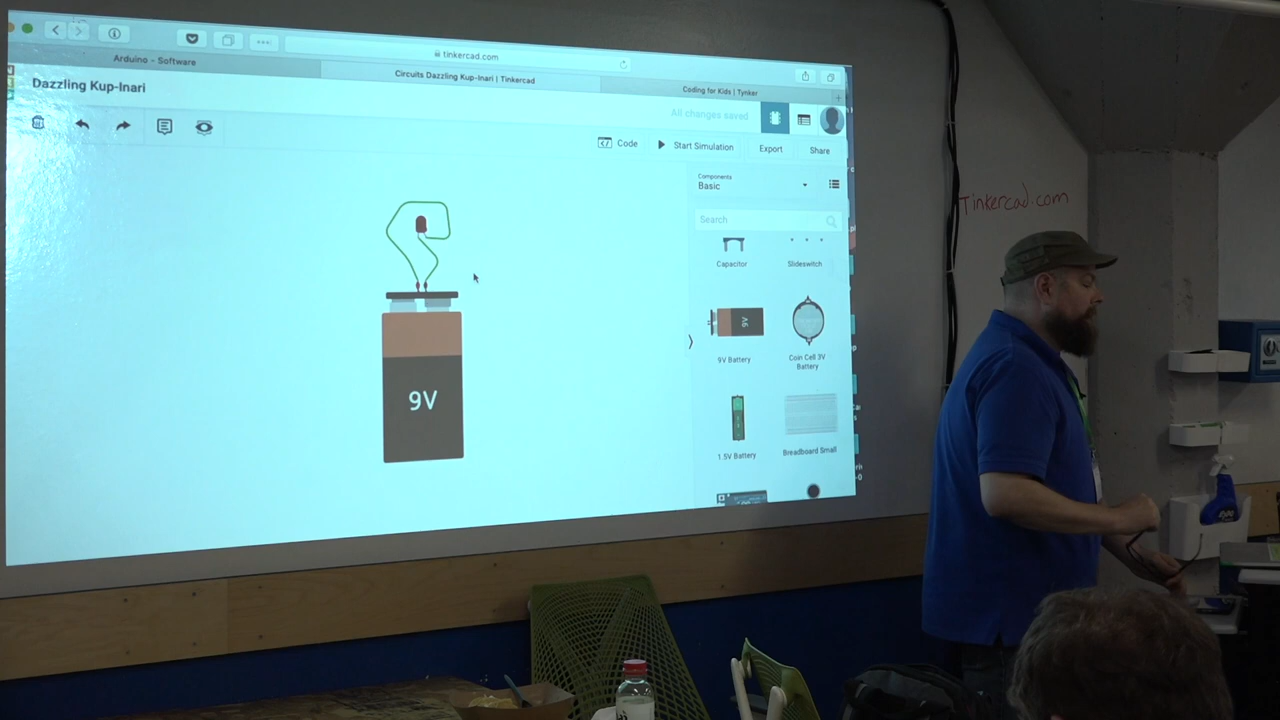 tinkercad.com
Arduino - Software
Circuits Dazzling Kup-Inari | Tinkercad
Coding for Kids | Tynker
Dazzling Kup-Inari
All changes saved
Code
Start Simulation
Export
Share
Components
Basic
Search
Capacitor
Slideswitch
9V
9V Battery
Coin Cell 3V
Battery
9V
1.5V Battery
Breadboard Small
Tinkercad.com
EXPO